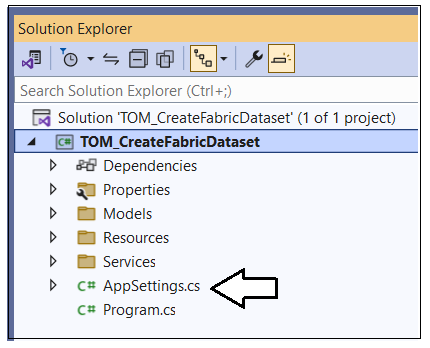 Solution Explorer
Search Solution Explorer (Ctrl+;)
Solution 'TOM_CreateFabricDataset' (1 of 1 project)
C# TOM_CreateFabricDataset
Dependencies
Properties
Models
Resources
Services
C# AppSettings.cs
C# Program.cs